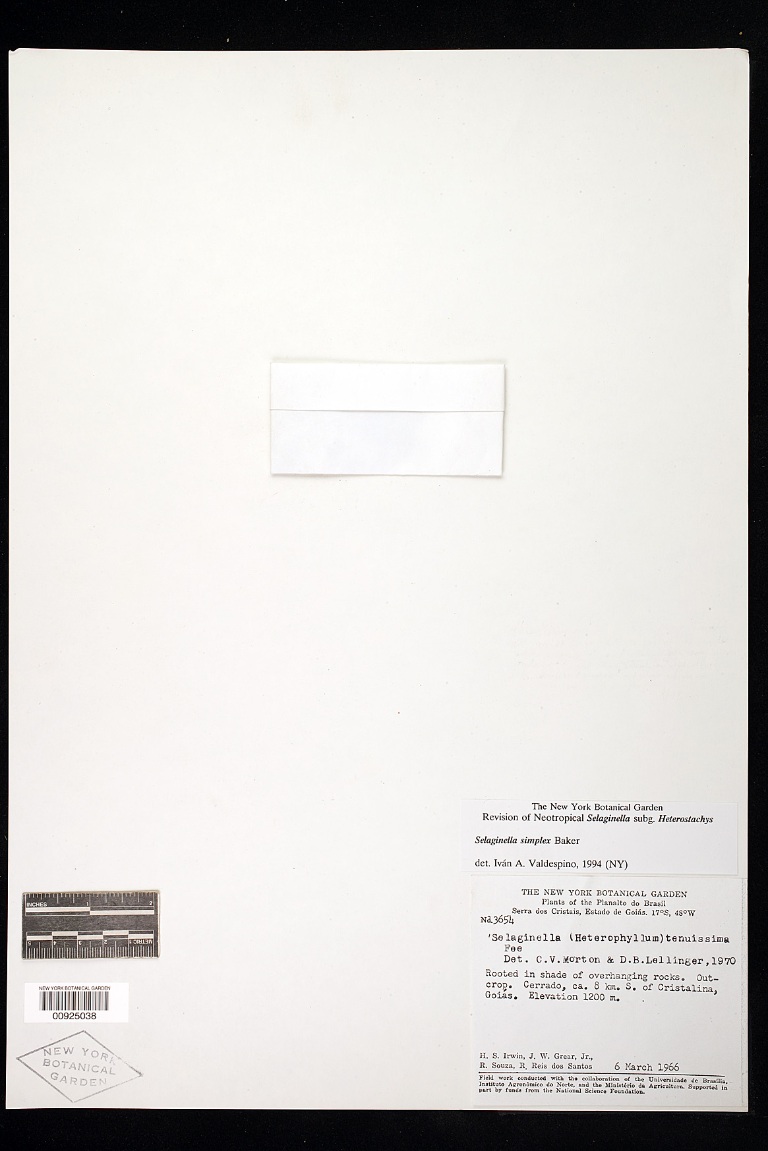 The New York Botanical Garden
Revision of Neotropical Selaginella subg. Heterostachys
Selaginella simplex Baker
det. Iván A. Valdespino, 1994 (NY)
THE NEW YORK BOTANICAL GARDEN
Plants of the Planalto do Brasil
Serra dos Cristais, Estado de Goiás. 17°S, 48°W
No.3654
'Selaginella (Heterophyllum)tenuissima
Fee
Det. C.V.Morton & D.B.Lellinger,1970
Rooted in shade of overhanging rocks. Out-
crop. Cerrado, ca. 8 km. S. of Cristalina,
Goiás. Elevation 1200 m.
H. S. Irwin, J. W. Grear, Jr.,
R. Souza, R. Reis dos Santos 6 March 1966
Field work conducted with the collaboration of the Universidade de Brasília,
Instituto Agronômico do Norte, and the Ministério da Agricultura. Supported in
part by funds from the National Science Foundation.
INCHES 1 2
5 4 3 2 1 METRIC
NEW YORK BOTANICAL GARDEN
00925038
NEW YORK
BOTANICAL
GARDEN